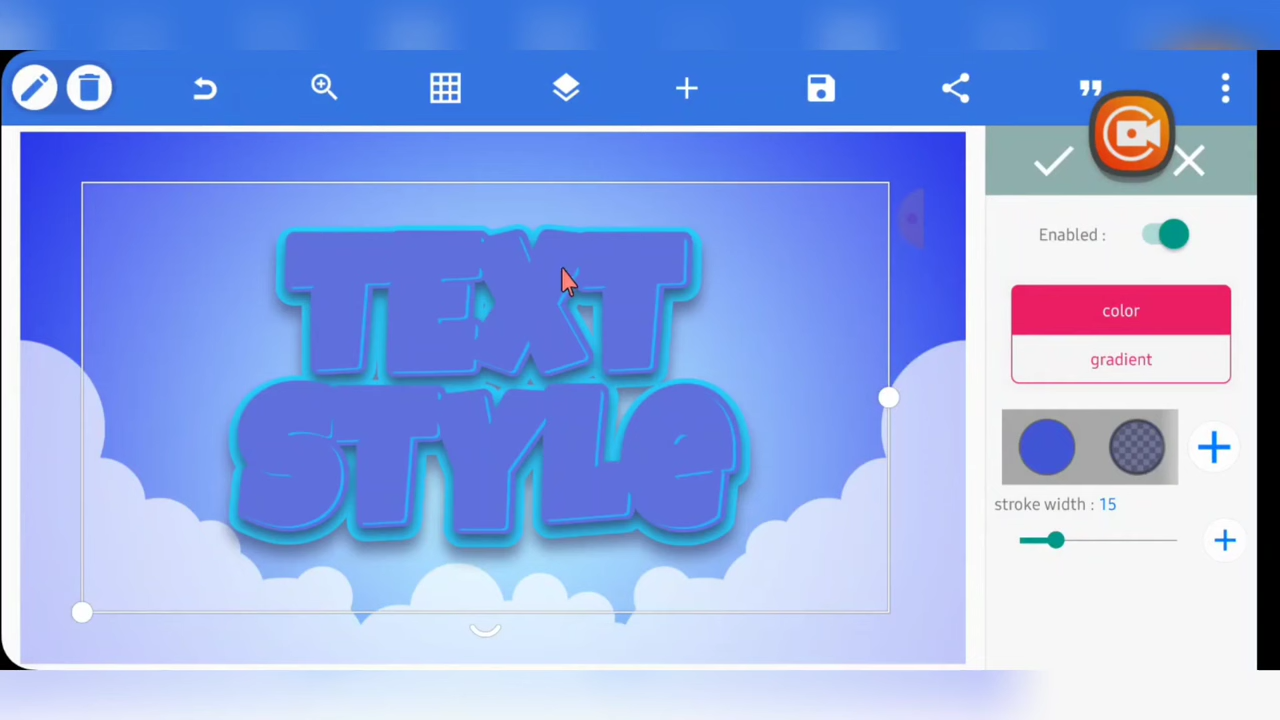 Enabled :
TEXT
color
gradient
STYLe
stroke width : 15